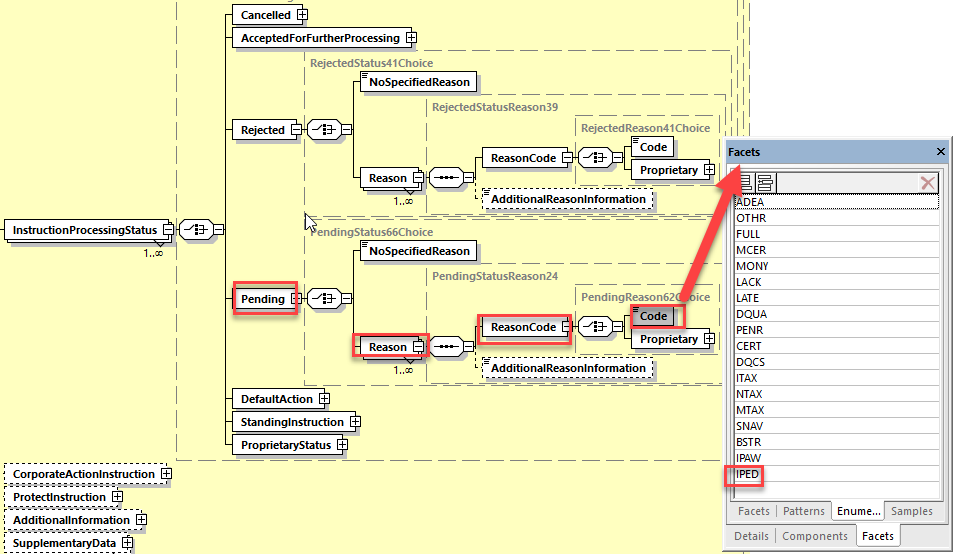 Cancelled
AcceptedForFurtherProcessing
RejectedStatus41Choice
NoSpecifiedReason
RejectedStatusReason39
RejectedReason41Choice
Rejected
ReasonCode
Code
Proprietary
Reason
1..∞
AdditionalReasonInformation
InstructionProcessingStatus
1..∞
PendingStatus66Choice
NoSpecifiedReason
PendingStatusReason24
PendingReason62Choice
Pending
ReasonCode
Code
Proprietary
Reason
1..∞
AdditionalReasonInformation
DefaultAction
StandingInstruction
ProprietaryStatus
CorporateActionInstruction
ProtectInstruction
AdditionalInformation
SupplementaryData
Facets
ADEA
OTHR
FULL
MCER
MONY
LACK
LATE
DQUA
PENR
CERT
DQCS
ITAX
NTAX
MTAX
SNAV
BSTR
IPAW
IPED
Facets Patterns Enume... Samples
Details Components Facets